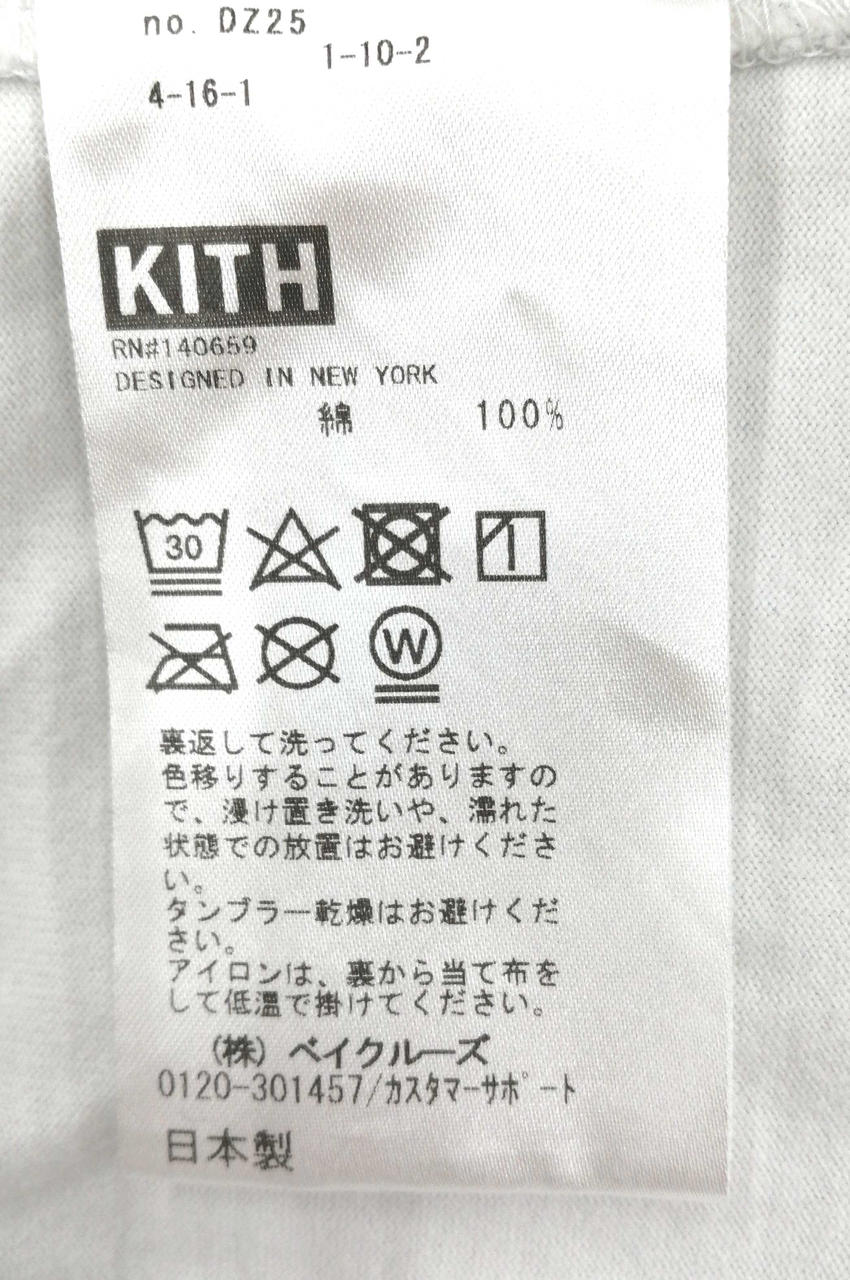 no. DZ25
1-10-2
4-16-1
KITH
RN#140659
DESIGNED IN NEW YORK
綿 100%
30
W
裏返して洗ってください。
色移りすることがありますの
で、浸け置き洗いや、濡れた
状態での放置はお避けくださ
い。
タンブラー乾燥はお避けくだ
さい。
アイロンは、裏から当て布を
して低温で掛けてください。
(株) ベイクルーズ
0120-301457/カスタマーサポート
日本製